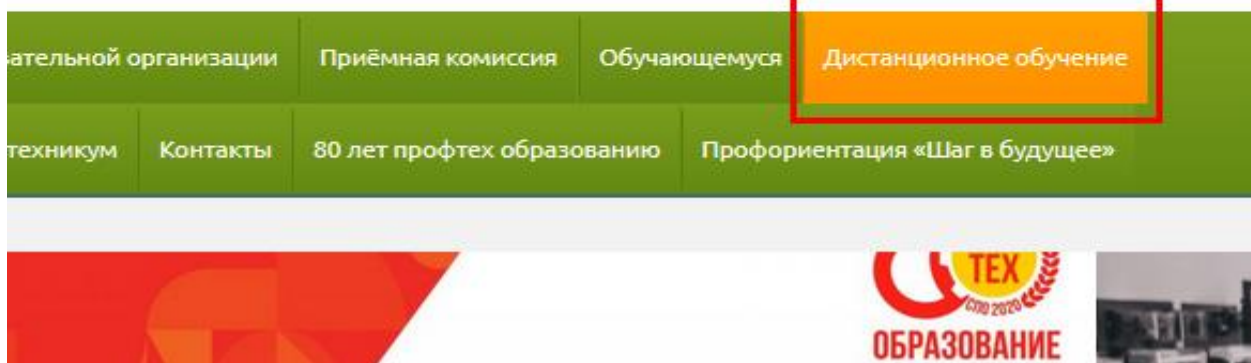 ательной организации Приёмная комиссия Обучающемуся Дистанционное обучение
техникум Контакты 80 лет профтех образованию Профориентация «Шаг в будущее»
ТЕХ
СПО 2020
ОБРАЗОВАНИЕ